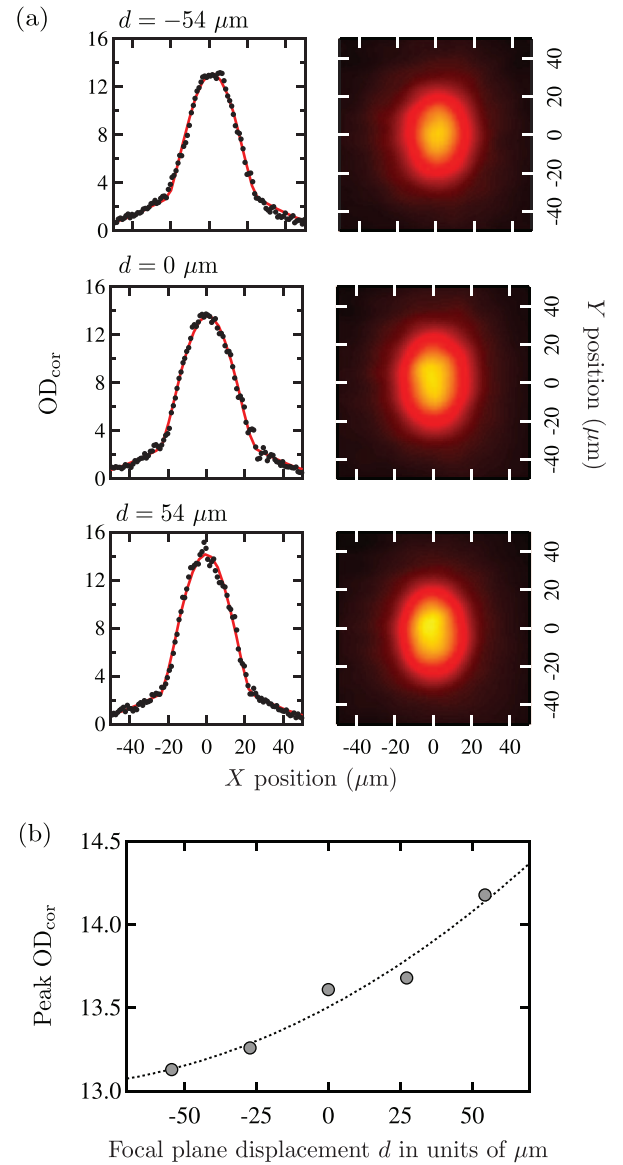 (a)
d = −54 μm
16
12
8
4
0
40
20
0
-20
-40
d = 0 μm
16
12
8
4
0
40
20
0
-20
-40
OD_cor
Y position (μm)
d = 54 μm
16
12
8
4
0
40
20
0
-20
-40
-40 -20 0 20 40
-40 -20 0 20 40
X position (μm)
(b)
14.5
14.0
13.5
13.0
Peak OD_cor
-50 -25 0 25 50
Focal plane displacement d in units of μm